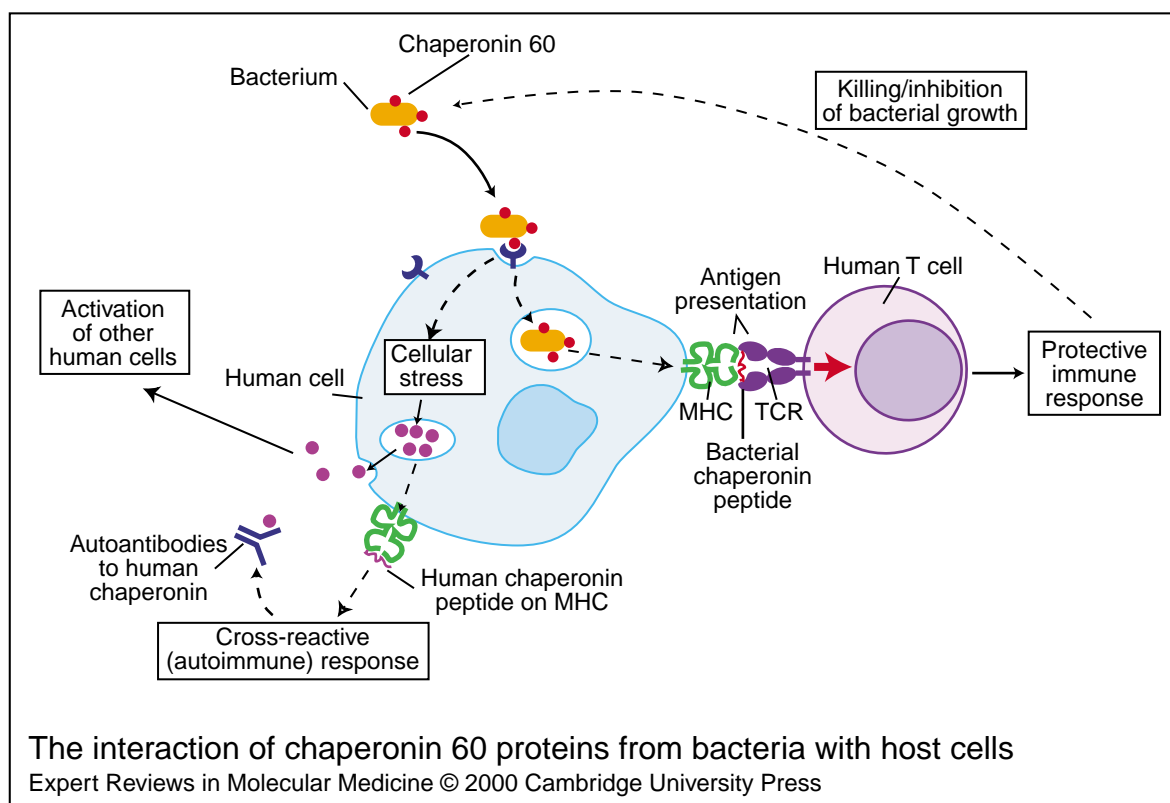 Chaperonin 60
Bacterium
Killing/inhibition
of bacterial growth
Activation
of other
human cells
Human cell
Cellular
stress
Antigen
presentation
Human T cell
MHC
TCR
Bacterial
chaperonin
peptide
Protective
immune
response
Autoantibodies
to human
chaperonin
Human chaperonin
peptide on MHC
Cross-reactive
(autoimmune) response
The interaction of chaperonin 60 proteins from bacteria with host cells
Expert Reviews in Molecular Medicine © 2000 Cambridge University Press